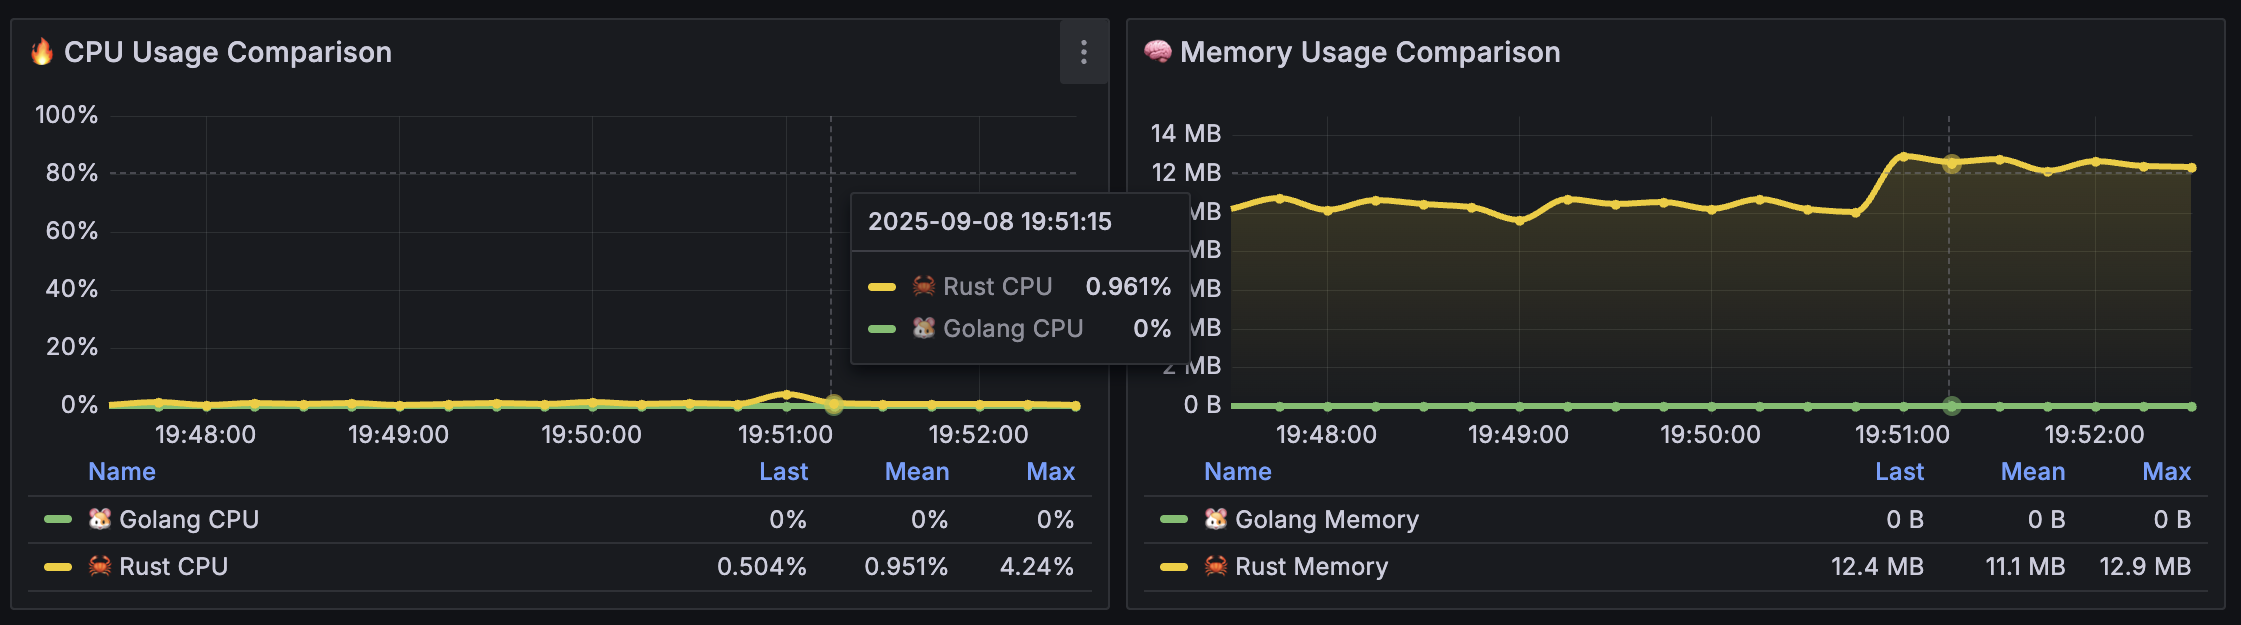 🔥 CPU Usage Comparison
100%
80%
60%
40%
20%
0%
19:48:00 19:49:00 19:50:00 19:51:00 19:52:00
Name Last Mean Max
🐹 Golang CPU 0% 0% 0%
🦀 Rust CPU 0.504% 0.951% 4.24%
2025-09-08 19:51:15
🦀 Rust CPU 0.961%
🐹 Golang CPU 0%
🧠 Memory Usage Comparison
14 MB
12 MB
MB
MB
MB
MB
2 MB
0 B
19:48:00 19:49:00 19:50:00 19:51:00 19:52:00
Name Last Mean Max
🐹 Golang Memory 0 B 0 B 0 B
🦀 Rust Memory 12.4 MB 11.1 MB 12.9 MB